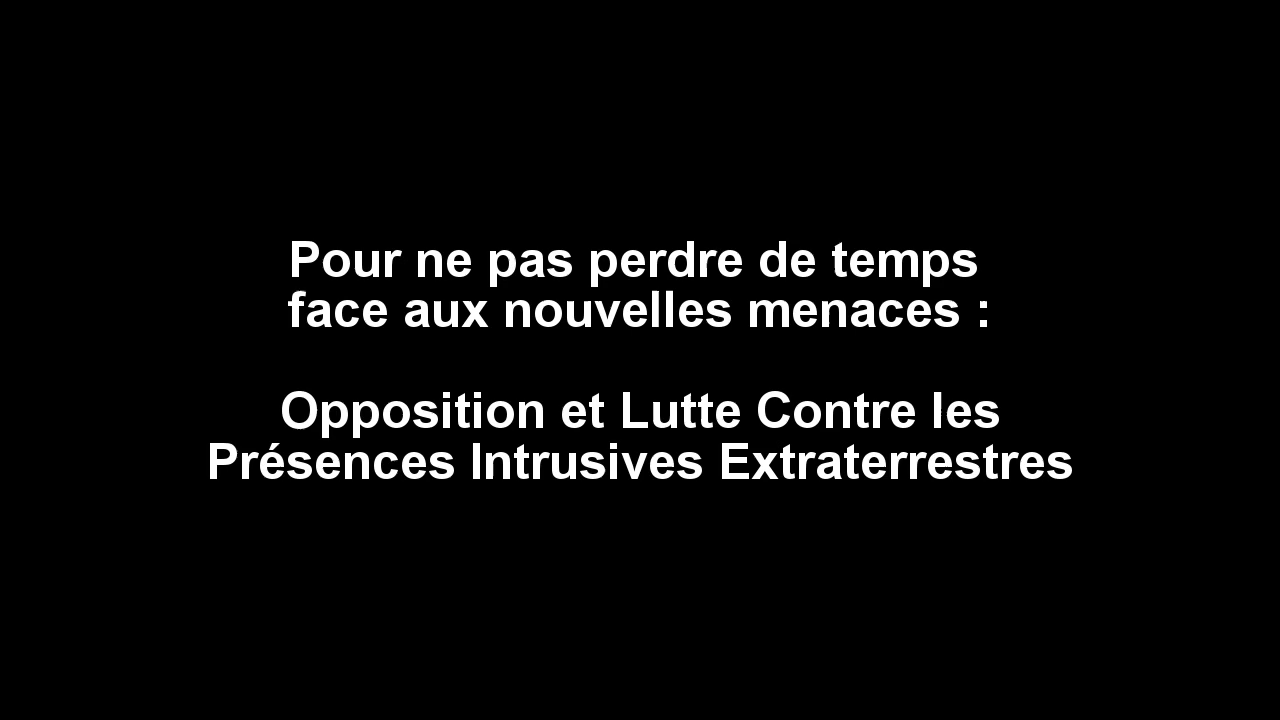 Pour ne pas perdre de temps
face aux nouvelles menaces :
Opposition et Lutte Contre les
Présences Intrusives Extraterrestres